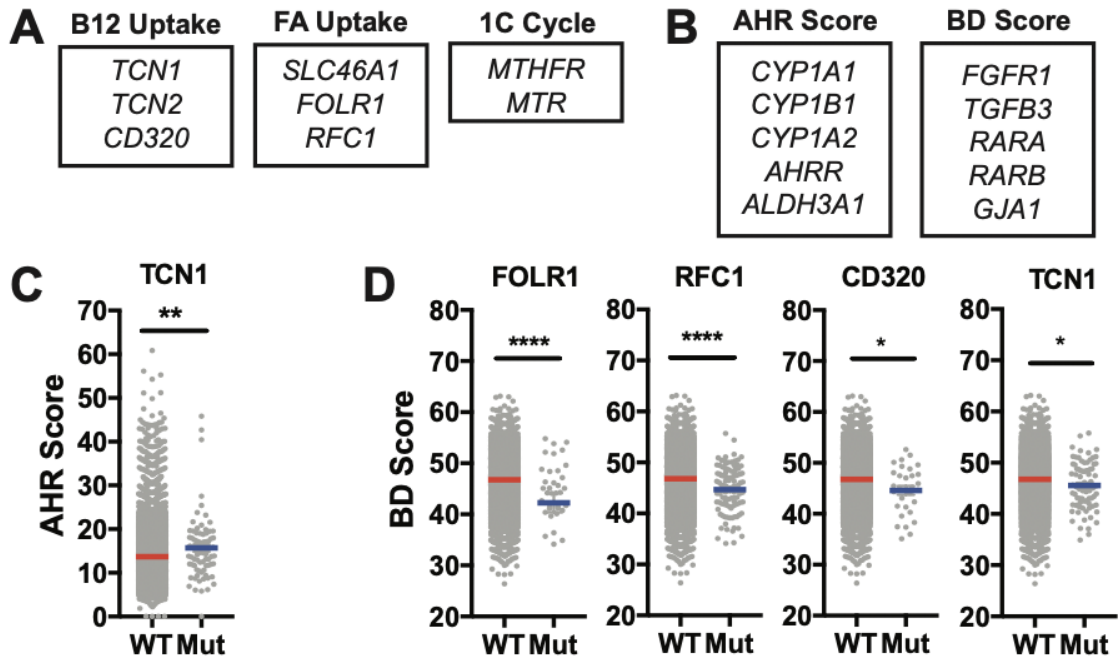 A
B12 Uptake
TCN1
TCN2
CD320
FA Uptake
SLC46A1
FOLR1
RFC1
1C Cycle
MTHFR
MTR
B
AHR Score
CYP1A1
CYP1B1
CYP1A2
AHRR
ALDH3A1
BD Score
FGFR1
TGFB3
RARA
RARB
GJA1
C
TCN1
AHR Score
70
60
50
40
30
20
10
0
**
WT Mut
D
BD Score
FOLR1
80
70
60
50
40
30
20
****
WT Mut
RFC1
80
70
60
50
40
30
20
****
WT Mut
CD320
80
70
60
50
40
30
20
*
WT Mut
TCN1
80
70
60
50
40
30
20
*
WT Mut